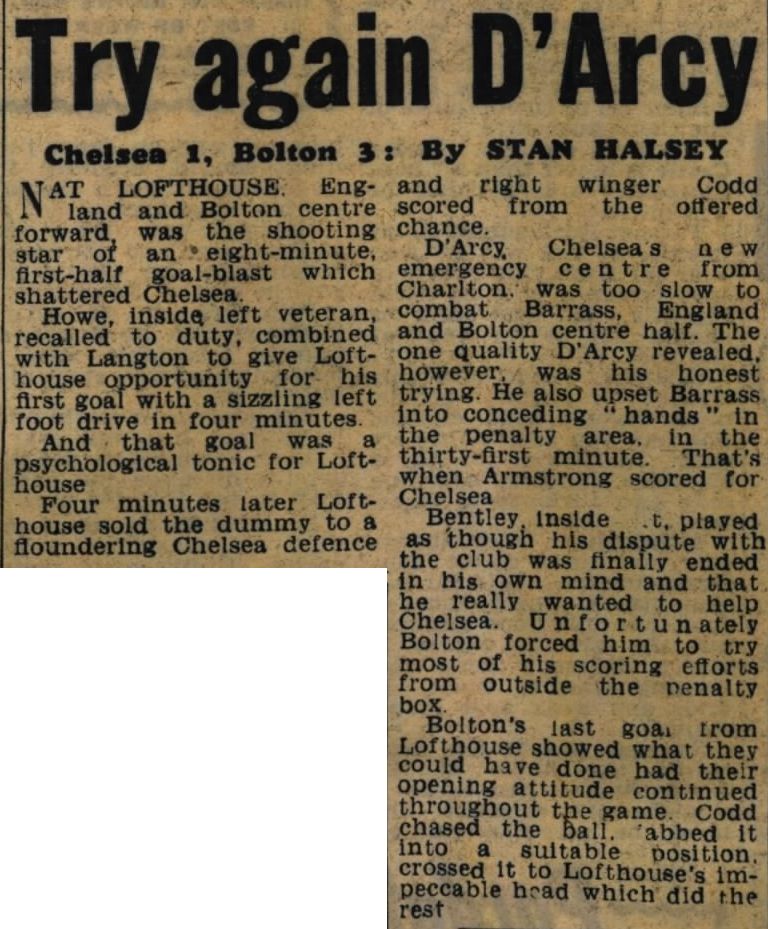 Try again D'Arcy
Chelsea 1, Bolton 3: By STAN HALSEY
NAT LOFTHOUSE, Eng-
land and Bolton centre
forward, was the shooting
star of an eight-minute,
first-half goal-blast which
shattered Chelsea.
Howe, inside left veteran,
recalled to duty, combined
with Langton to give Loft-
house opportunity for his
first goal with a sizzling left
foot drive in four minutes.
And that goal was a
psychological tonic for Loft-
house
Four minutes later Loft-
house sold the dummy to a
floundering Chelsea defence
and right winger Codd
scored from the offered
chance.
D'Arcy, Chelsea's new
emergency centre from
Charlton, was too slow to
combat Barrass, England
and Bolton centre half. The
one quality D'Arcy revealed,
however, was his honest
trying. He also upset Barrass
into conceding "hands" in
the penalty area, in the
thirty-first minute. That's
when Armstrong scored for
Chelsea
Bentley, inside played
as though his dispute with
the club was finally ended
in his own mind and that
he really wanted to help
Chelsea. Unfortunately
Bolton forced him to try
most of his scoring efforts
from outside the penalty
box.
Bolton's last goal from
Lofthouse showed what they
could have done had their
opening attitude continued
throughout the game. Codd
chased the ball, it
into a suitable position,
crossed it to Lofthouse's im-
peccable head which did the
rest